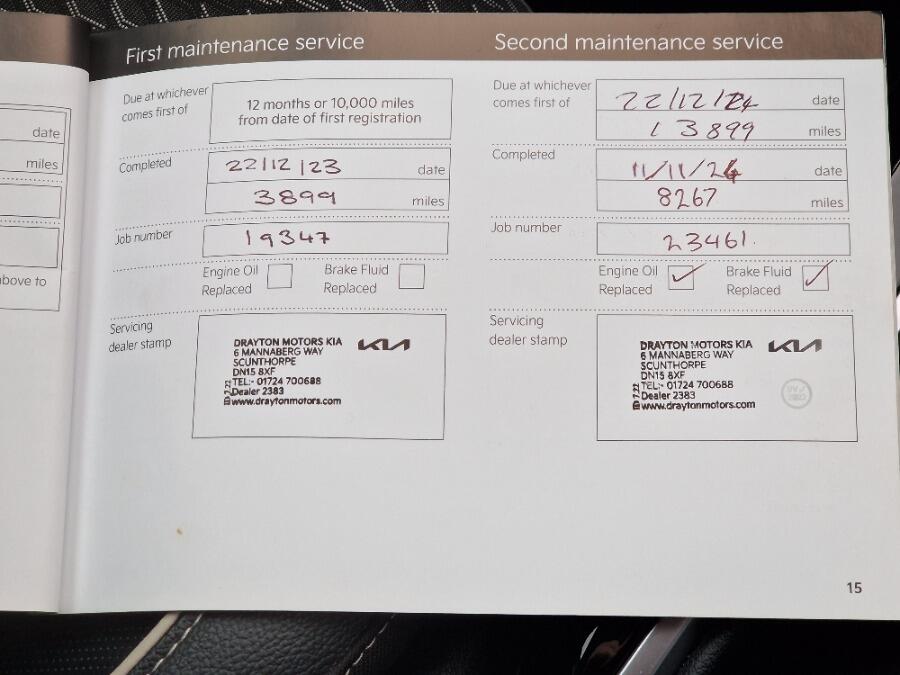 date
miles
bove to
First maintenance service
Due at whichever
comes first of
12 months or 10,000 miles
from date of first registration
Completed
22/12/23 date
3899 miles
Job number
19347
Engine Oil
Replaced
Brake Fluid
Replaced
Servicing
dealer stamp
DRAYTON MOTORS KIA
KIA
6 MANNABERG WAY
SCUNTHORPE
DN15 8XF
TEL:- 01724 700688
Dealer 2383
www.draytonmotors.com
Second maintenance service
Due at whichever
comes first of
22/12/24 date
13899 miles
Completed
11/11/24 date
8267 miles
Job number
23461.
Engine Oil
Replaced
Brake Fluid
Replaced
Servicing
dealer stamp
DRAYTON MOTORS KIA
KIA
6 MANNABERG WAY
SCUNTHORPE
DN15 8XF
TEL:- 01724 700688
Dealer 2383
www.draytonmotors.com
15